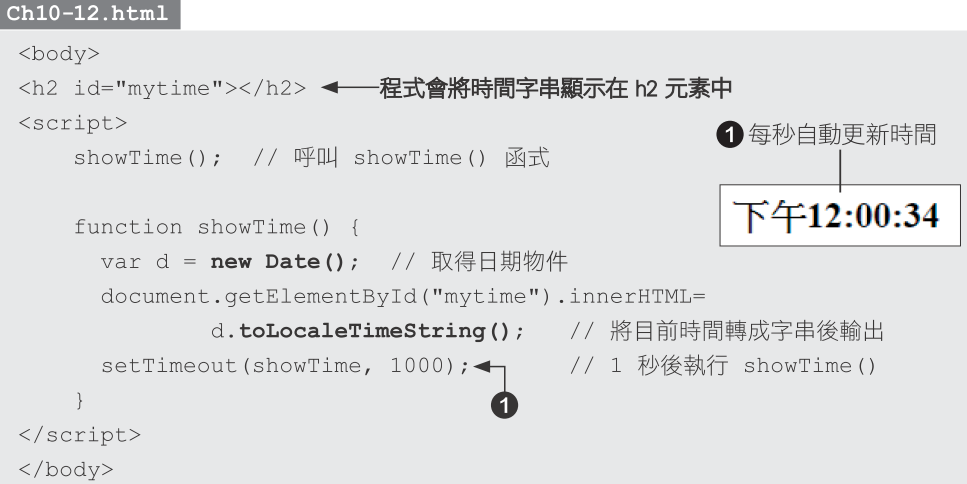 Ch10-12.html
<body>
<h2 id="mytime"></h2> 程式會將時間字串顯示在 h2 元素中
<script>
❶ 每秒自動更新時間
showTime(); // 呼叫 showTime() 函式
下午12:00:34
function showTime() {
var d = new Date(); // 取得日期物件
document.getElementById("mytime").innerHTML=
d.toLocaleTimeString(); // 將目前時間轉成字串後輸出
setTimeout(showTime, 1000); // 1 秒後執行 showTime()
}
❶
</script>
</body>